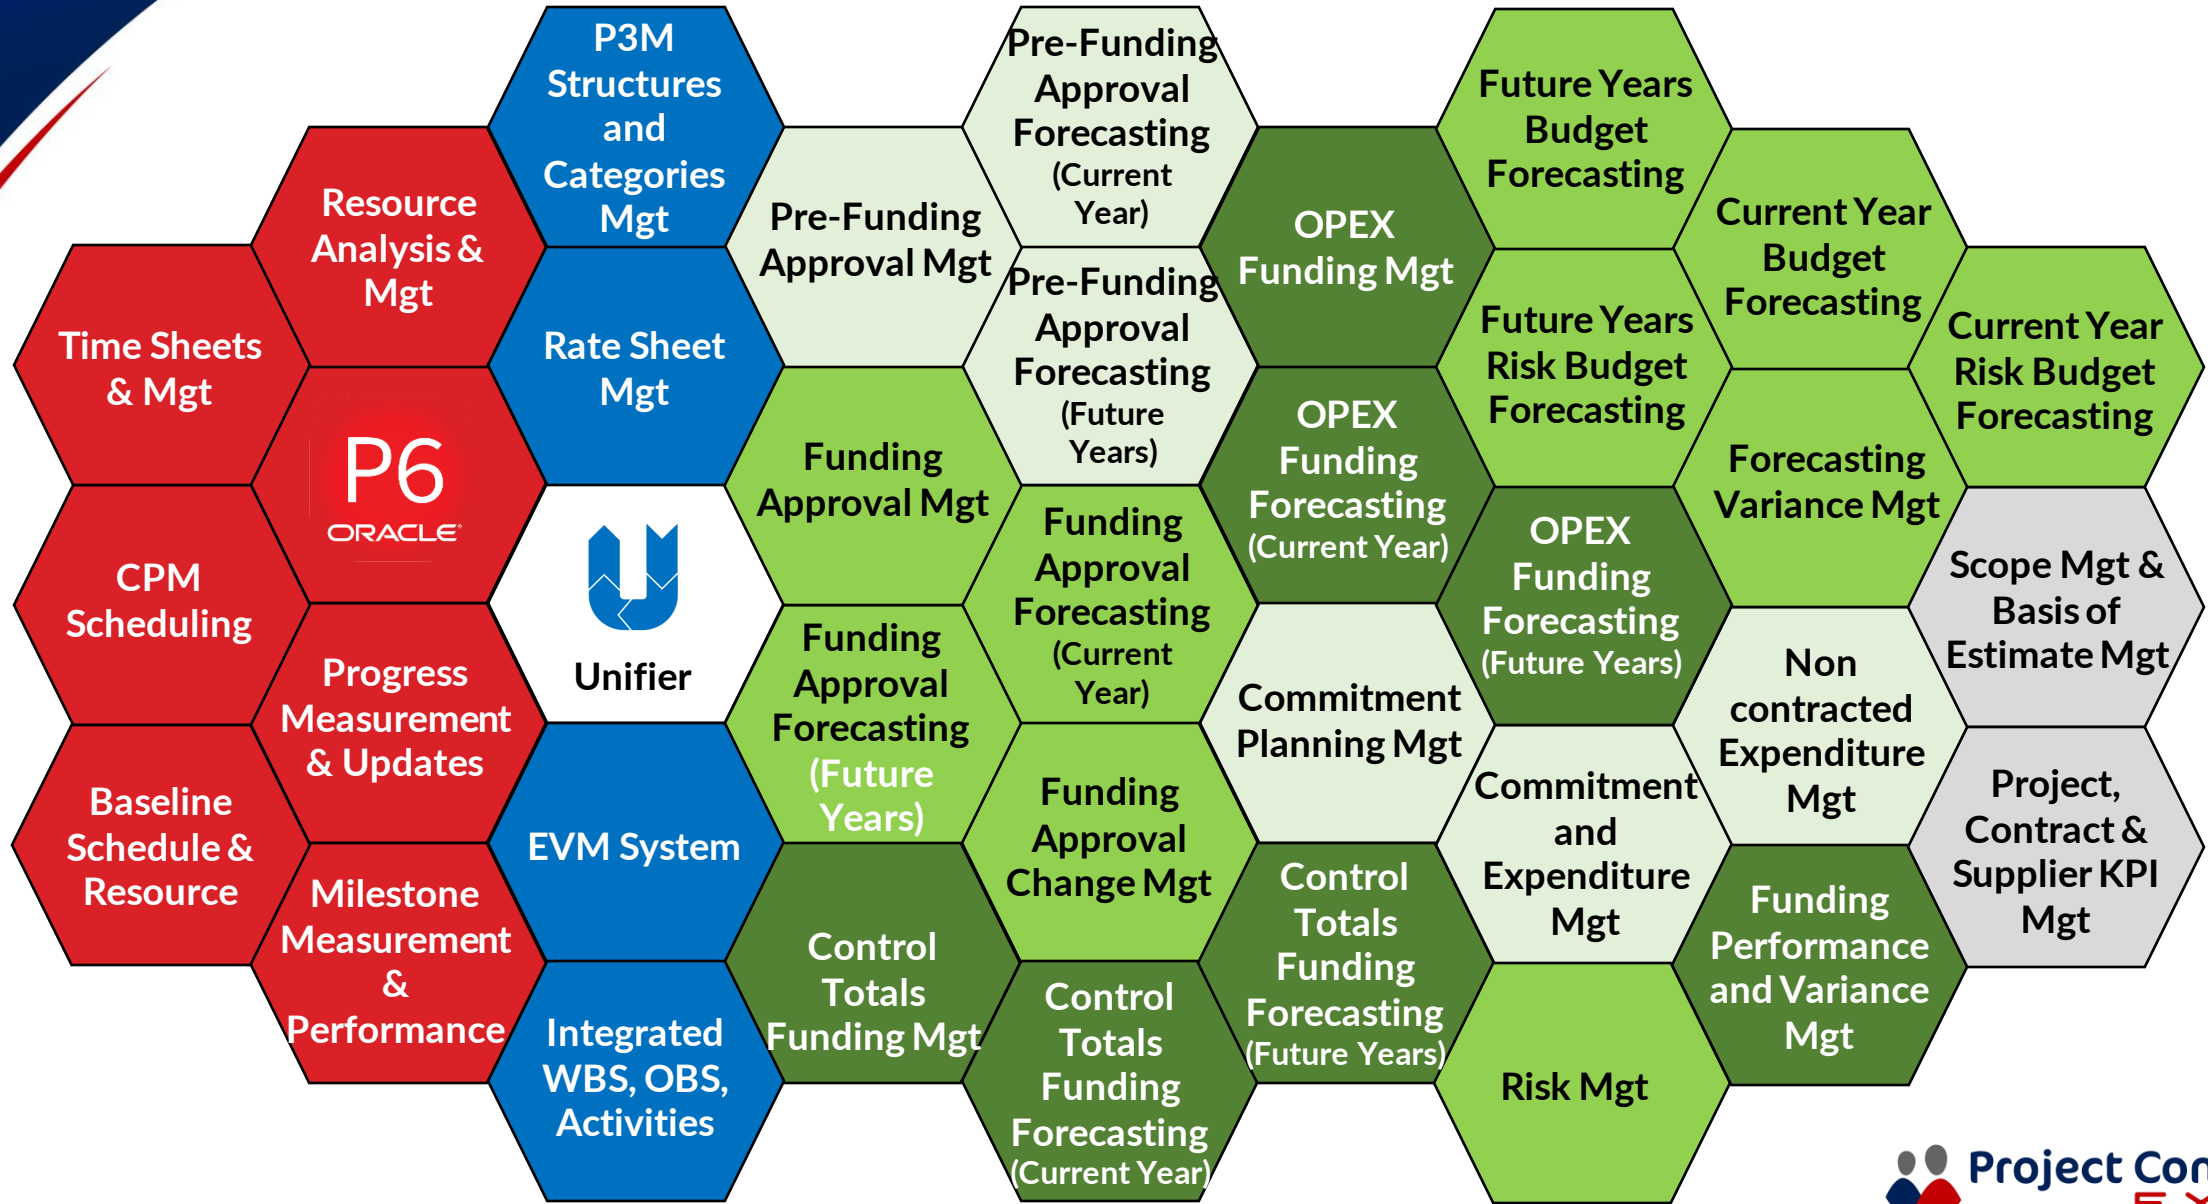 Time Sheets
& Mgt
CPM
Scheduling
Baseline
Schedule &
Resource
Resource
Analysis &
Mgt
P6
ORACLE
Progress
Measurement
& Updates
Milestone
Measurement
&
Performance
P3M
Structures
and
Categories
Mgt
Rate Sheet
Mgt
Unifier
EVM System
Integrated
WBS, OBS,
Activities
Pre-Funding
Approval Mgt
Funding
Approval Mgt
Funding
Approval
Forecasting
(Future
Years)
Control
Totals
Funding Mgt
Pre-Funding
Approval
Forecasting
(Current
Year)
Pre-Funding
Approval
Forecasting
(Future
Years)
Funding
Approval
Forecasting
(Current
Year)
Funding
Approval
Change Mgt
Control
Totals
Funding
Forecasting
(Current Year)
OPEX
Funding Mgt
OPEX
Funding
Forecasting
(Current Year)
Commitment
Planning Mgt
Control
Totals
Funding
Forecasting
(Future Years)
Future Years
Budget
Forecasting
Future Years
Risk Budget
Forecasting
OPEX
Funding
Forecasting
(Future Years)
Commitment
and
Expenditure
Mgt
Risk Mgt
Current Year
Budget
Forecasting
Forecasting
Variance Mgt
Non
contracted
Expenditure
Mgt
Funding
Performance
and Variance
Mgt
Current Year
Risk Budget
Forecasting
Scope Mgt &
Basis of
Estimate Mgt
Project,
Contract &
Supplier KPI
Mgt
Project